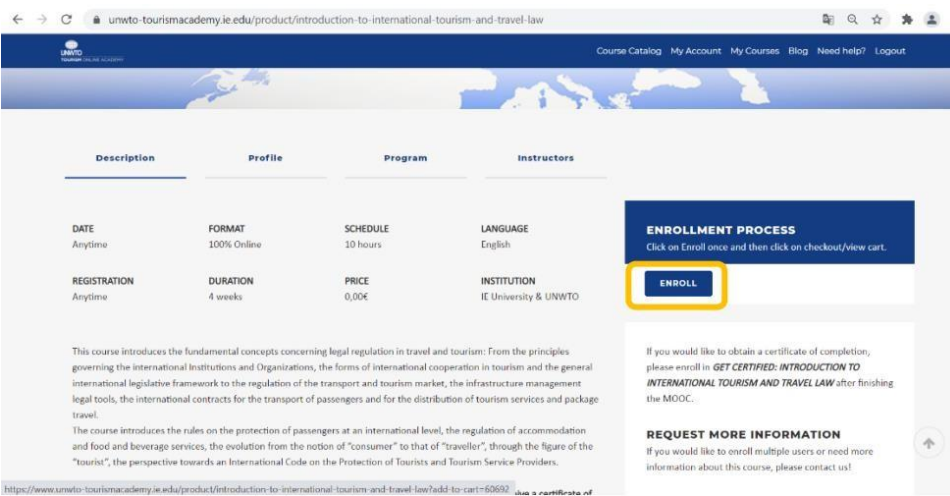 unwto-tourismacademy.ie.edu/product/introduction-to-international-tourism-and-travel-law
UNWTO
TOURISM ONLINE ACADEMY
Course Catalog My Account My Courses Blog Need help? Logout
Description Profile Program Instructors
DATE FORMAT SCHEDULE LANGUAGE
Anytime 100% Online 10 hours English
REGISTRATION DURATION PRICE INSTITUTION
Anytime 4 weeks 0,00€ IE University & UNWTO
This course introduces the fundamental concepts concerning legal regulation in travel and tourism: From the principles
governing the international Institutions and Organizations, the forms of international cooperation in tourism and the general
international legislative framework to the regulation of the transport and tourism market, the infrastructure management
legal tools, the international contracts for the transport of passengers and for the distribution of tourism services and package
travel.
The course introduces the rules on the protection of passengers at an international level, the regulation of accommodation
and food and beverage services, the evolution from the notion of “consumer” to that of “traveller”, through the figure of the
“tourist”, the perspective towards an International Code on the Protection of Tourists and Tourism Service Providers.
ENROLLMENT PROCESS
Click on Enroll once and then click on checkout/view cart.
ENROLL
If you would like to obtain a certificate of completion,
please enroll in GET CERTIFIED: INTRODUCTION TO
INTERNATIONAL TOURISM AND TRAVEL LAW after finishing
the MOOC.
REQUEST MORE INFORMATION
If you would like to enroll multiple users or need more
information about this course, please contact us!
https://www.unwto-tourismacademy.ie.edu/product/introduction-to-international-tourism-and-travel-law?add-to-cart=60692
a certificate of